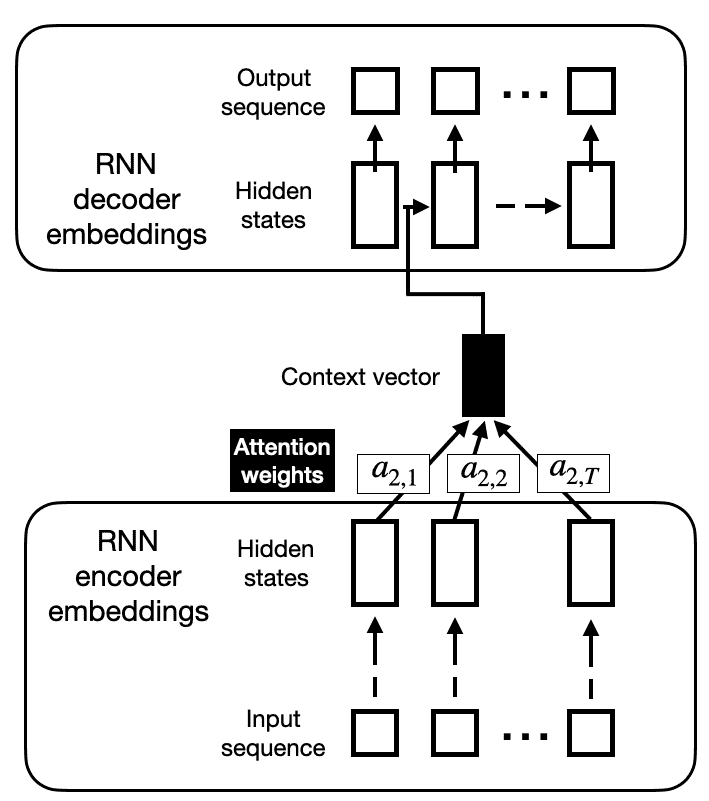 Output
sequence
RNN
decoder
embeddings
Hidden
states
Context vector
Attention
weights
a2,1
a2,2
a2,T
RNN
encoder
embeddings
Hidden
states
Input
sequence